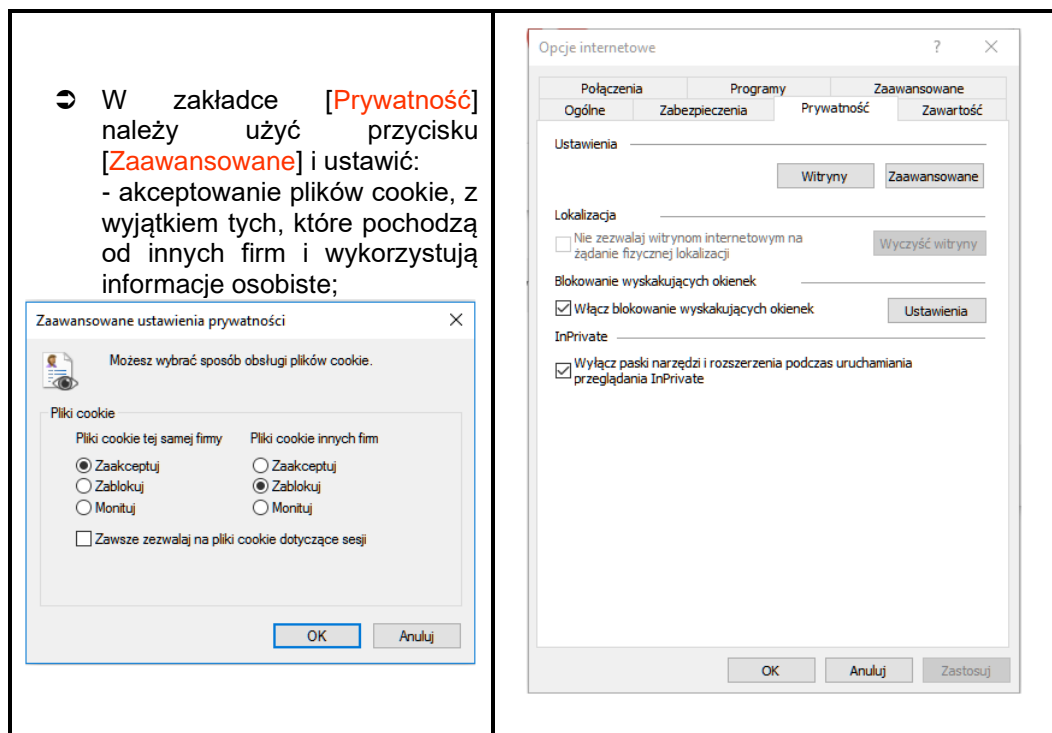 ➲ W zakładce [Prywatność]
należy użyć przycisku
[Zaawansowane] i ustawić:
- akceptowanie plików cookie, z
wyjątkiem tych, które pochodzą
od innych firm i wykorzystują
informacje osobiste;
Zaawansowane ustawienia prywatności
Możesz wybrać sposób obsługi plików cookie.
Pliki cookie
Pliki cookie tej samej firmy Pliki cookie innych firm
Zaakceptuj Zaakceptuj
Zablokuj Zablokuj
Monituj Monituj
Zawsze zezwalaj na pliki cookie dotyczące sesji
OK Anuluj
Opcje internetowe ?
Połączenia Programy Zaawansowane
Ogólne Zabezpieczenia Prywatność Zawartość
Ustawienia
Witryny Zaawansowane
Lokalizacja
Nie zezwalaj witrynom internetowym na
żądanie fizycznej lokalizacji
Wyczyść witryny
Blokowanie wyskakujących okienek
Włącz blokowanie wyskakujących okienek Ustawienia
InPrivate
Wyłącz paski narzędzi i rozszerzenia podczas uruchamiania
przeglądania InPrivate
OK Anuluj Zastosuj